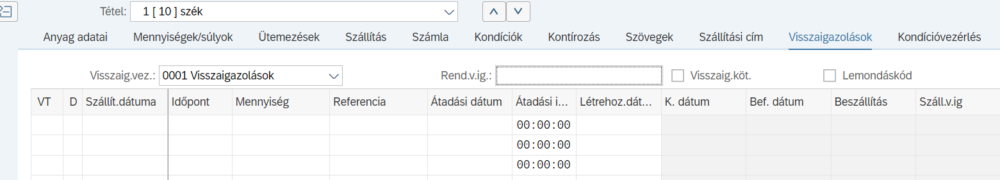 Tétel: 1 [ 10 ] szék
Anyag adatai Mennyiségek/súlyok Ütemezések Szállítás Számla Kondíciók Kontírozás Szövegek Szállítási cím Visszaigazolások Kondícióvezérlés
Visszaig.vez.: 0001 Visszaigazolások Rend.v.ig.: Visszaig.köt. Lemondáskód
VT D Szállít.dátuma Időpont Mennyiség Referencia Átadási dátum Átadási i... Létrehoz.dát... K. dátum Bef. dátum Beszállítás Száll.v.ig
00:00:00
00:00:00
00:00:00